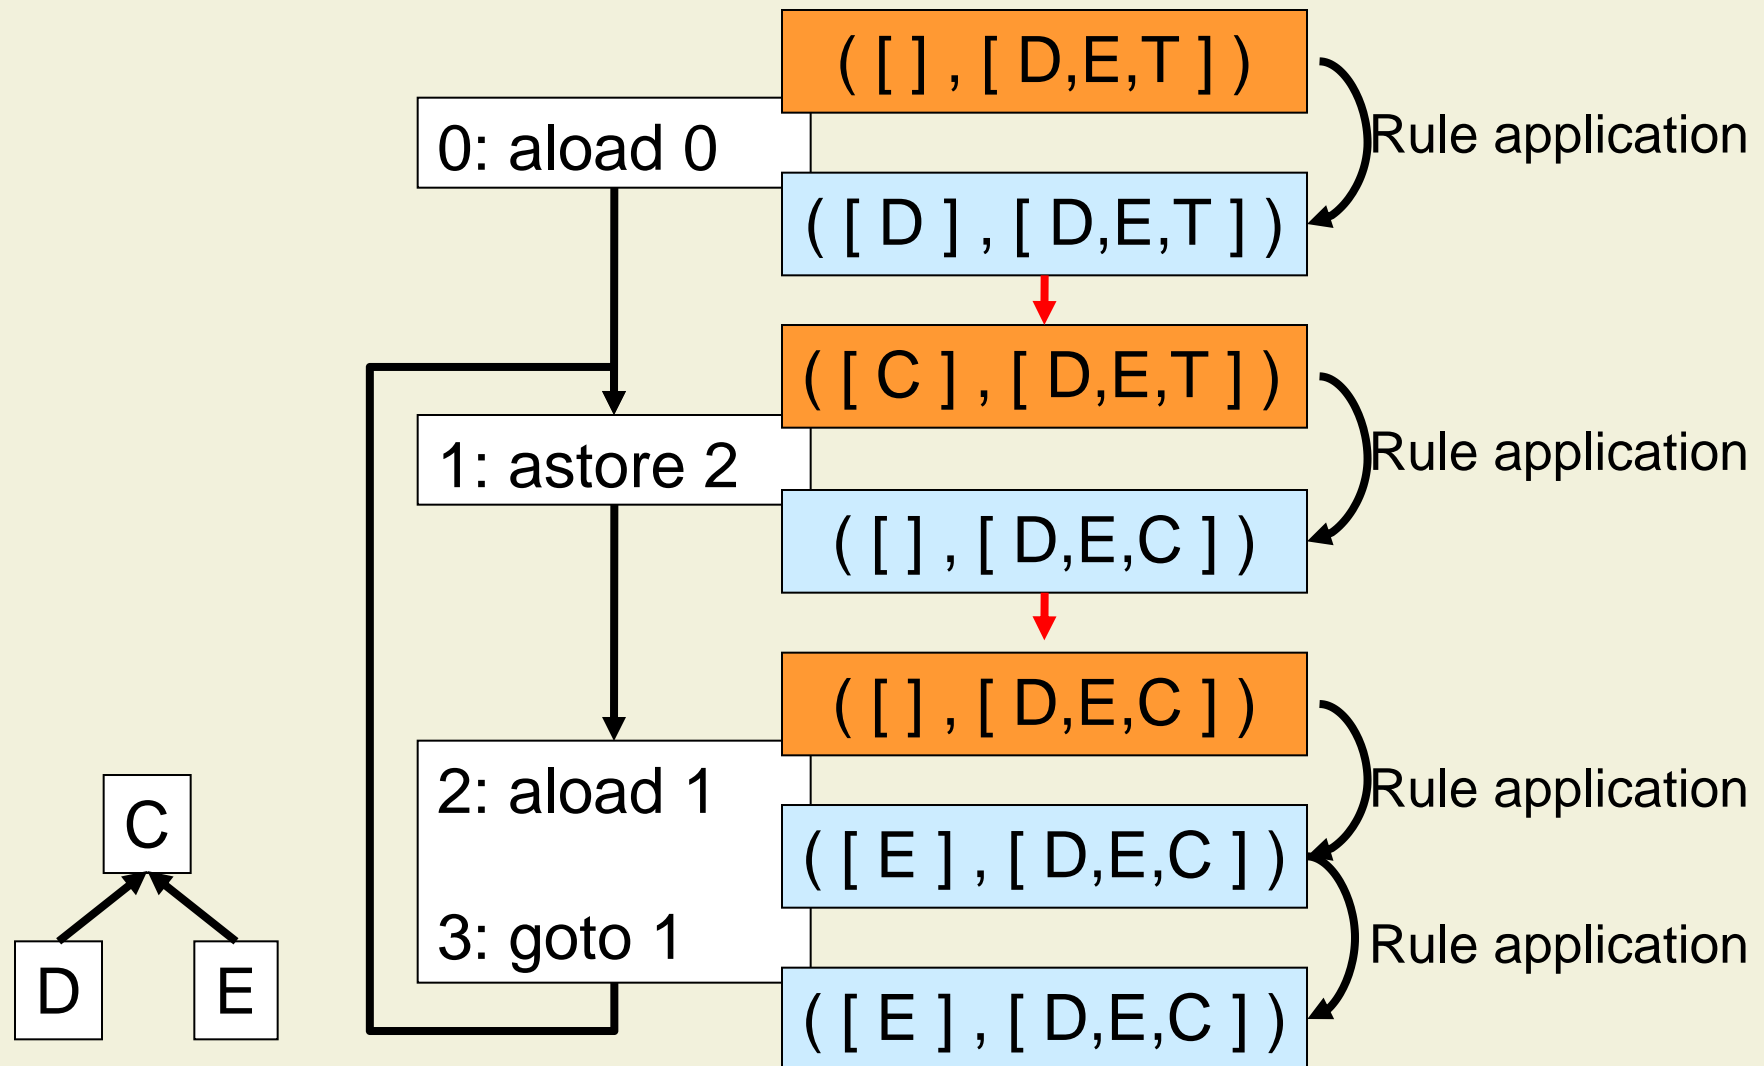 ( [ ] , [ D,E,T ] )
0: aload 0
Rule application
( [ D ] , [ D,E,T ] )
( [ C ] , [ D,E,T ] )
1: astore 2
Rule application
( [ ] , [ D,E,C ] )
( [ ] , [ D,E,C ] )
2: aload 1
Rule application
( [ E ] , [ D,E,C ] )
3: goto 1
Rule application
( [ E ] , [ D,E,C ] )
C
D
E